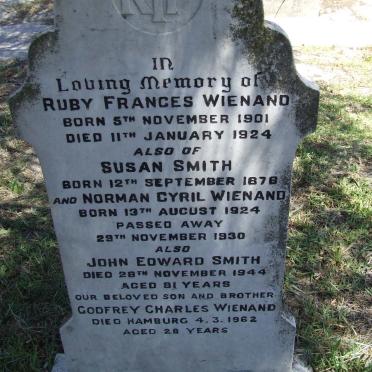 In
Loving Memory of
RUBY FRANCES WIENAND
BORN 5TH NOVEMBER 1901
DIED 11TH JANUARY 1924
ALSO OF
SUSAN SMITH
BORN 12TH SEPTEMBER 1878
AND NORMAN CYRIL WIENAND
BORN 13TH AUGUST 1924
PASSED AWAY
29TH NOVEMBER 1930
ALSO
JOHN EDWARD SMITH
DIED 28TH NOVEMBER 1944
AGED 81 YEARS
OUR BELOVED SON AND BROTHER
GODFREY CHARLES WIENAND
DIED HAMBURG 4.3.1962
AGED 28 YEARS